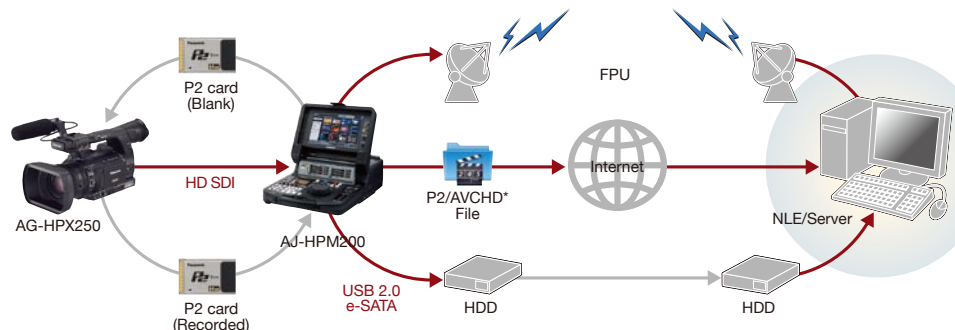 P2 card
(Blank)
FPU
HD SDI
P2/AVCHD*
File
Internet
AG-HPX250
AJ-HPM200
NLE/Server
P2 card
(Recorded)
USB 2.0
e-SATA
HDD
HDD